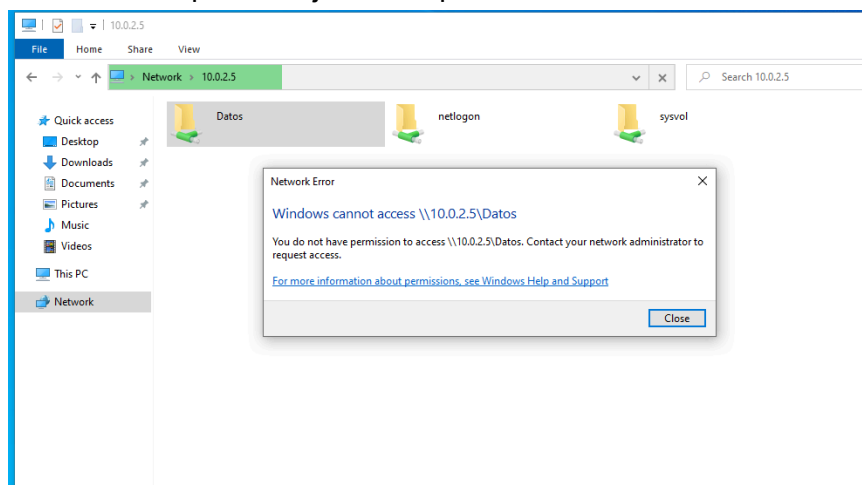 10.0.2.5
File Home Share View
Network > 10.0.2.5
Search 10.0.2.5
Quick access
Desktop
Downloads
Documents
Pictures
Music
Videos
This PC
Network
Datos
netlogon
sysvol
Network Error
Windows cannot access \\10.0.2.5\Datos
You do not have permission to access \\10.0.2.5\Datos. Contact your network administrator to
request access.
For more information about permissions, see Windows Help and Support
Close